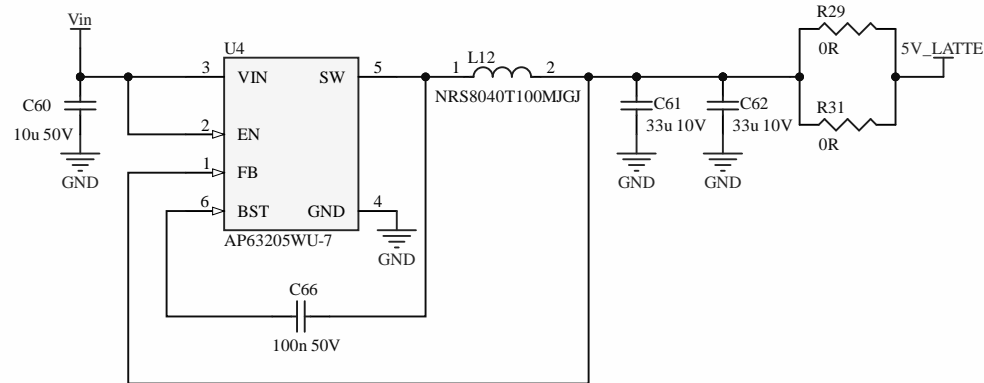 Vin
R29
0R
5V_LATTE
U4
L12
3
VIN
SW
5
1
2
NRS8040T100MJGJ
C60
10u 50V
C61
33u 10V
C62
33u 10V
R31
0R
2
EN
GND
1
FB
GND
GND
6
BST
GND
4
AP63205WU-7
GND
C66
100n 50V